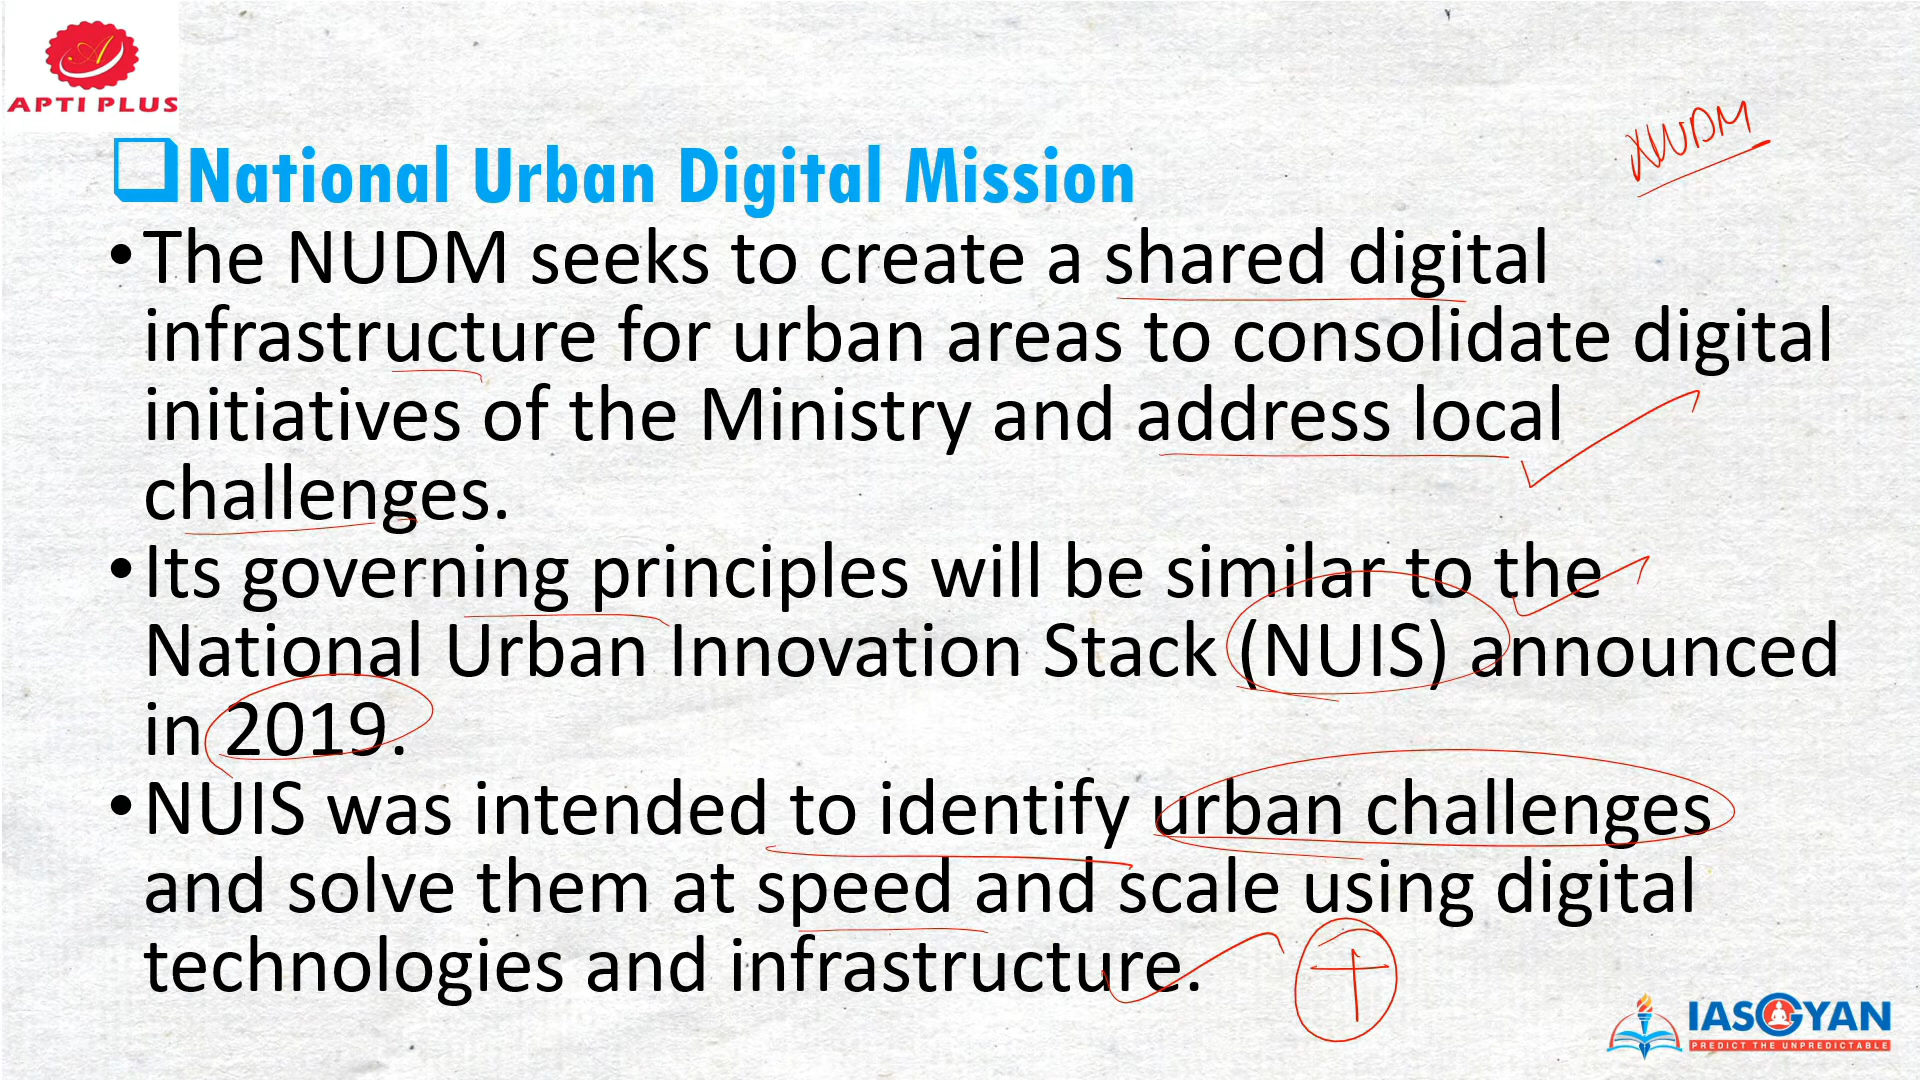 APTI PLUS
NUDM
❑National Urban Digital Mission
•The NUDM seeks to create a shared digital
infrastructure for urban areas to consolidate digital
initiatives of the Ministry and address local
challenges.
•Its governing principles will be similar to the
National Urban Innovation Stack (NUIS) announced
in 2019.
•NUIS was intended to identify urban challenges
and solve them at speed and scale using digital
technologies and infrastructure.
IASGYAN
PREDICT THE UNPREDICTABLE